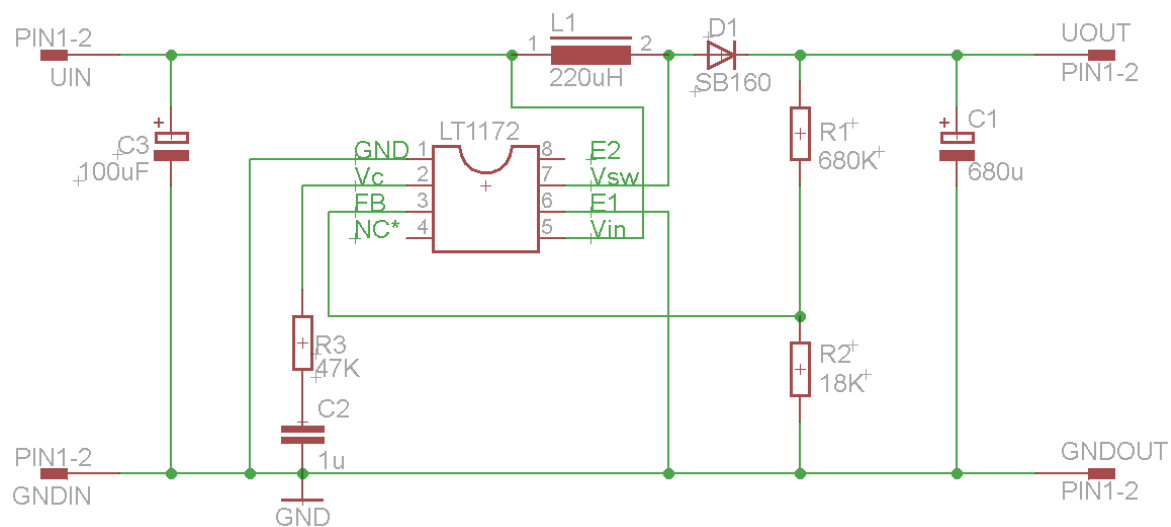 PIN1-2
UIN
L1
1
2
220uH
D1
SB160
UOUT
PIN1-2
C3
100uF
LT1172
GND
1
8
E2
Vc
2
7
Vsw
FB
3
6
E1
NC*
4
5
Vin
R1
680K
C1
680u
R3
47K
R2
18K
C2
1u
PIN1-2
GNDIN
GND
GNDOUT
PIN1-2